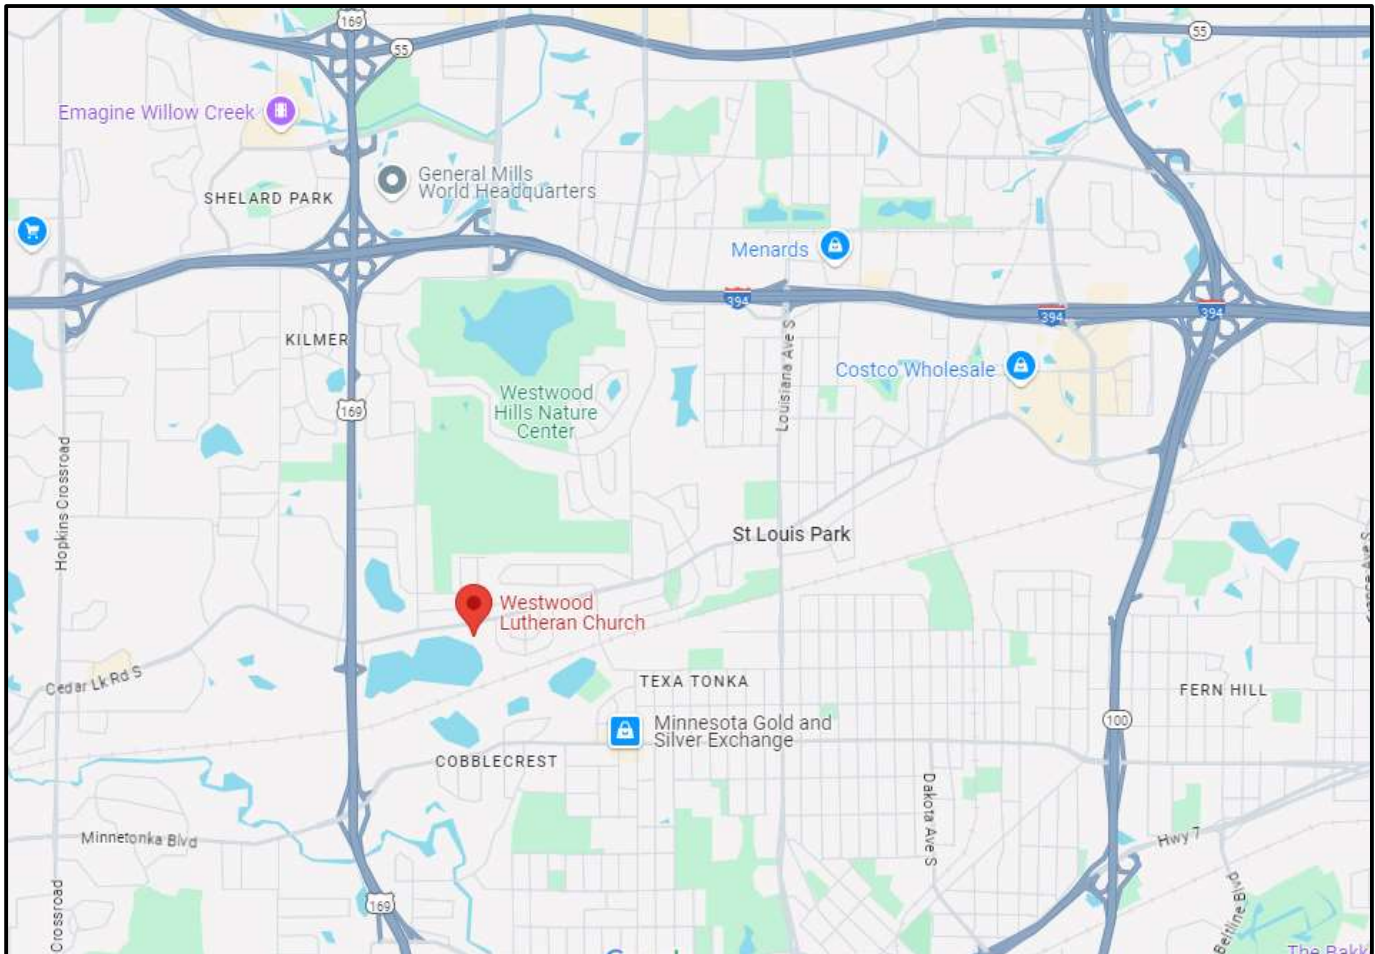 169
55
55
Emagine Willow Creek
General Mills
World Headquarters
SHELARD PARK
Menards
394
394
394
KILMER
Louisiana Ave S
Costco Wholesale
Westwood
Hills Nature
Center
169
Hopkins Crossroad
St Louis Park
Westwood
Lutheran Church
Cedar Lk Rd S
TEXA TONKA
FERN HILL
Minnesota Gold and
Silver Exchange
100
COBBLECREST
Dakota Ave S
Minnetonka Blvd
Hwy 7
169
Crossroad
Beltline Blvd
The Bakk